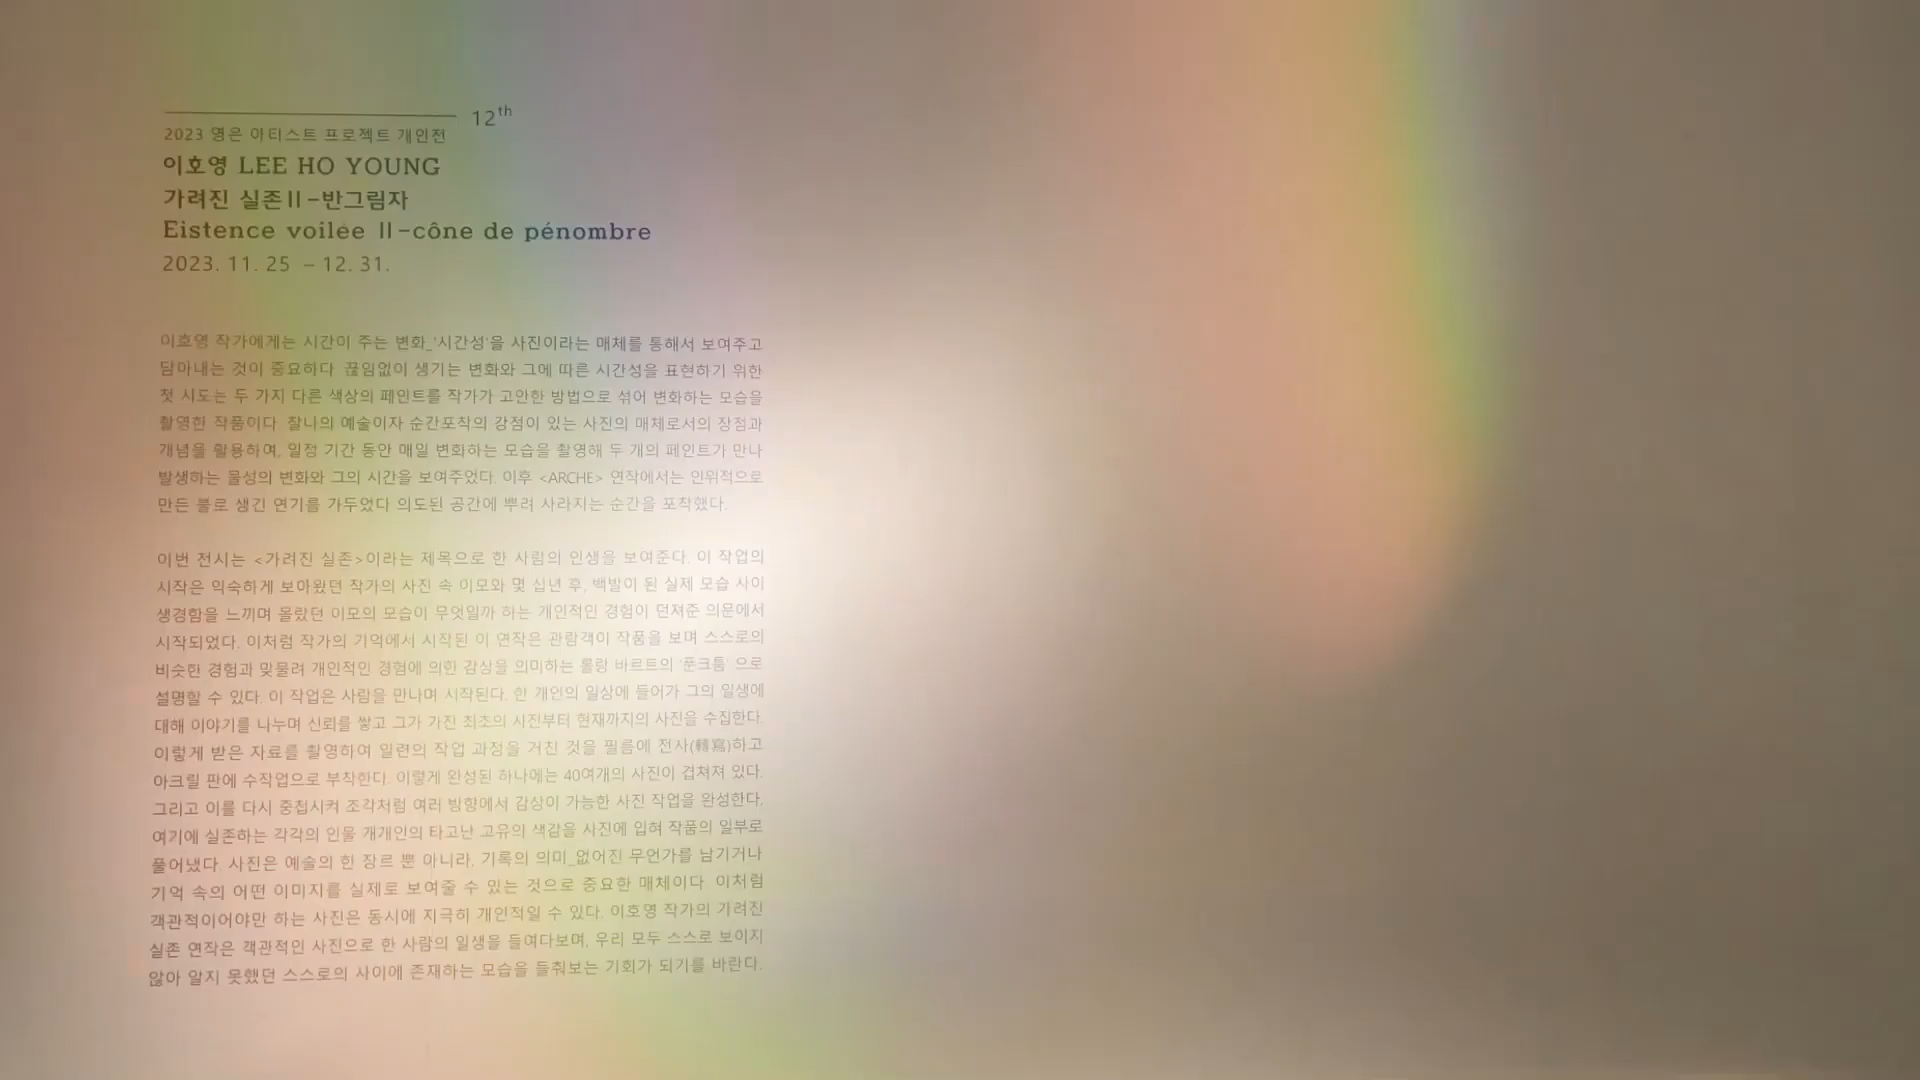 12th
2023 명은 아티스트 프로젝트 개인전
이호영 LEE HO YOUNG
가려진 실존Ⅱ-반그림자
Eistence voilée Ⅱ-cône de pénombre
2023. 11. 25 – 12. 31.
이호영 작가에게는 시간이 주는 변화_'시간성'을 사진이라는 매체를 통해서 보여주고
담아내는 것이 중요하다. 끊임없이 생기는 변화와 그에 따른 시간성을 표현하기 위한
첫 시도는 두 가지 다른 색상의 페인트를 작가가 고안한 방법으로 섞어 변화하는 모습을
촬영한 작품이다. 찰나의 예술이자 순간포착의 강점이 있는 사진의 매체로서의 장점과
개념을 활용하여, 일정 기간 동안 매일 변화하는 모습을 촬영해 두 개의 페인트가 만나
발생하는 물성의 변화와 그의 시간을 보여주었다. 이후 <ARCHE> 연작에서는 인위적으로
만든 불로 생긴 연기를 가두었다 의도된 공간에 뿌려 사라지는 순간을 포착했다.
이번 전시는 <가려진 실존>이라는 제목으로 한 사람의 인생을 보여준다. 이 작업의
시작은 익숙하게 보아왔던 작가의 사진 속 이모와 몇 십년 후, 백발이 된 실제 모습 사이
생경함을 느끼며 몰랐던 이모의 모습이 무엇일까 하는 개인적인 경험이 던져준 의문에서
시작되었다. 이처럼 작가의 기억에서 시작된 이 연작은 관람객이 작품을 보며 스스로의
비슷한 경험과 맞물려 개인적인 경험에 의한 감상을 의미하는 롤랑 바르트의 '푼크툼' 으로
설명할 수 있다. 이 작업은 사람을 만나며 시작된다. 한 개인의 일상에 들어가 그의 일생에
대해 이야기를 나누며 신뢰를 쌓고 그가 가진 최초의 사진부터 현재까지의 사진을 수집한다.
이렇게 받은 자료를 촬영하여 일련의 작업 과정을 거친 것을 필름에 전사(轉寫)하고
아크릴 판에 수작업으로 부착한다. 이렇게 완성된 하나에는 40여개의 사진이 겹쳐져 있다.
그리고 이를 다시 중첩시켜 조각처럼 여러 방향에서 감상이 가능한 사진 작업을 완성한다.
여기에 실존하는 각각의 인물 개개인의 타고난 고유의 색감을 사진에 입혀 작품의 일부로
풀어냈다. 사진은 예술의 한 장르 뿐 아니라, 기록의 의미_없어진 무언가를 남기거나
기억 속의 어떤 이미지를 실제로 보여줄 수 있는 것으로 중요한 매체이다. 이처럼
객관적이어야만 하는 사진은 동시에 지극히 개인적일 수 있다. 이호영 작가의 가려진
실존 연작은 객관적인 사진으로 한 사람의 일생을 들여다보며, 우리 모두 스스로 보이지
않아 알지 못했던 스스로의 사이에 존재하는 모습을 들춰보는 기회가 되기를 바란다.